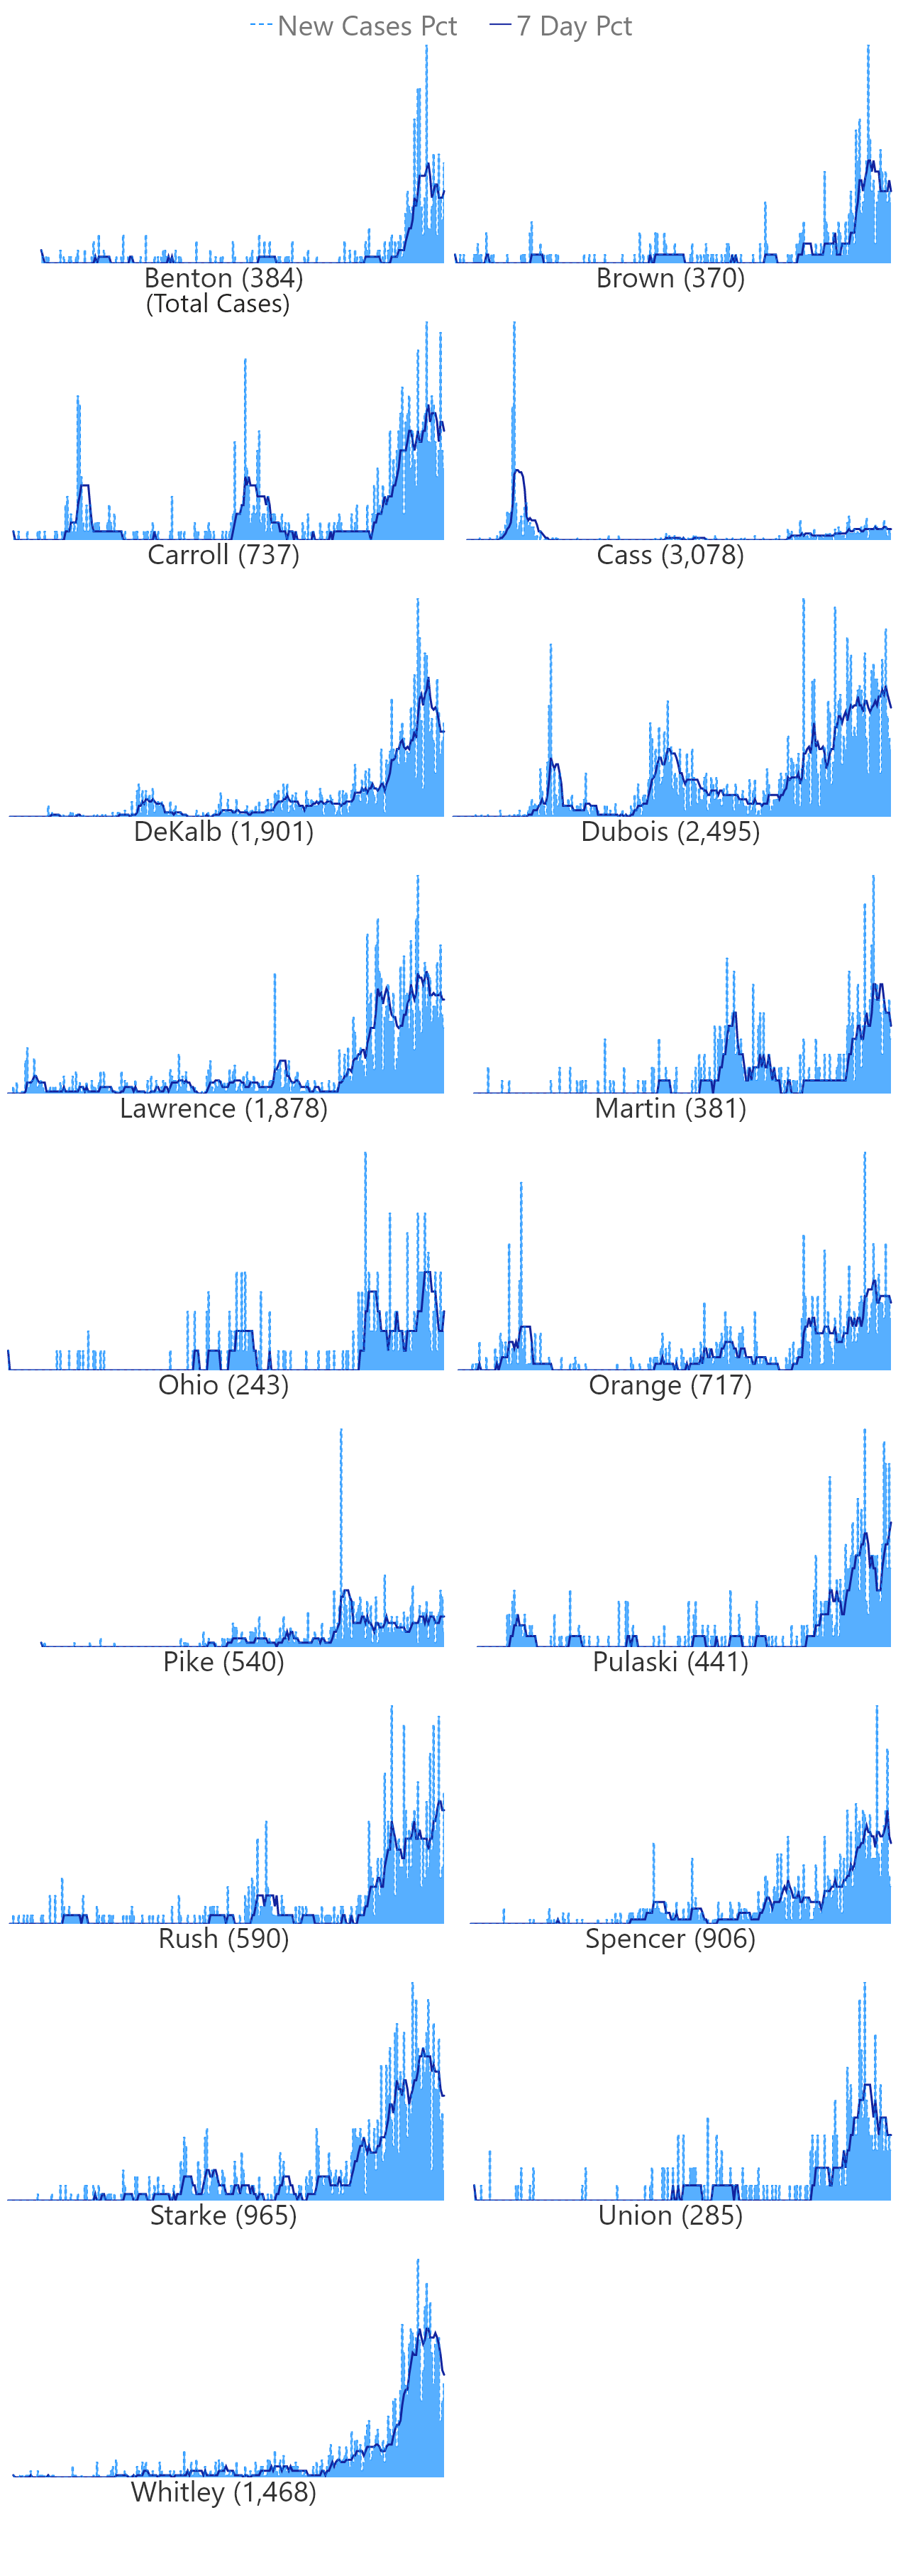 New Cases Pct 7 Day Pct
Benton (384) Brown (370)
(Total Cases)
Carroll (737) Cass (3,078)
DeKalb (1,901) Dubois (2,495)
Lawrence (1,878) Martin (381)
Ohio (243) Orange (717)
Pike (540) Pulaski (441)
Rush (590) Spencer (906)
Starke (965) Union (285)
Whitley (1,468)